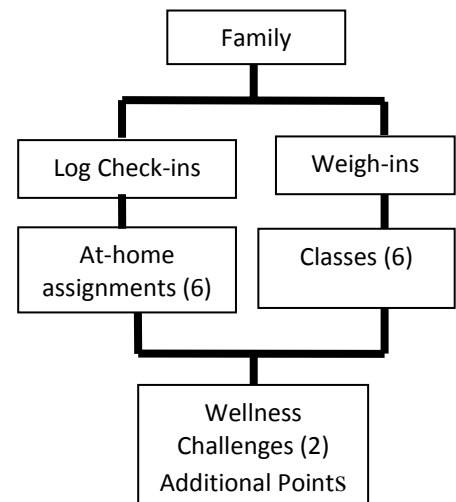 Family
Log Check-ins
Weigh-ins
At-home
assignments (6)
Classes (6)
Wellness
Challenges (2)
Additional Points